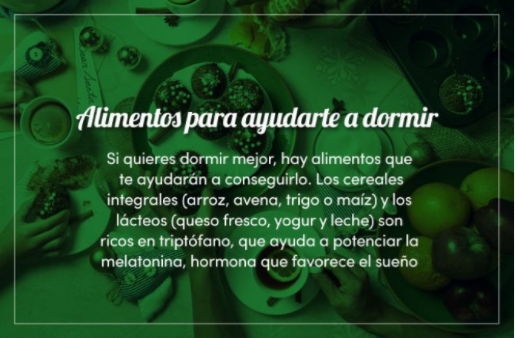 Alimentos para ayudarte a dormir
Si quieres dormir mejor, hay alimentos que
te ayudarán a conseguirlo. Los cereales
integrales (arroz, avena, trigo o maíz) y los
lácteos (queso fresco, yogur y leche) son
ricos en triptófano, que ayuda a potenciar la
melatonina, hormona que favorece el sueño